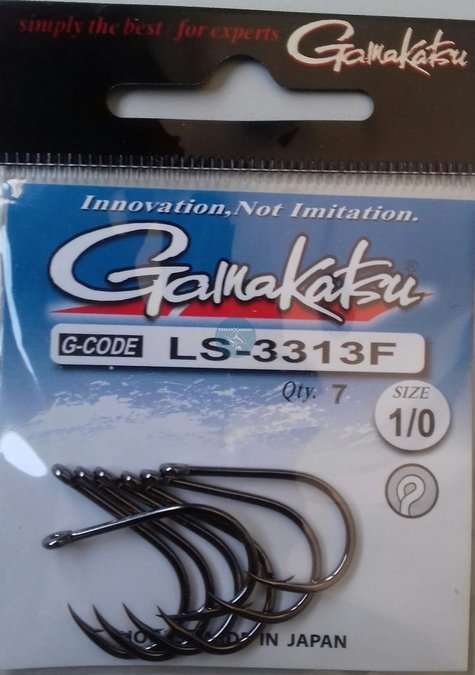 simply the best / for experts
Gamakatsu
Innovation, Not Imitation.
Gamakatsu®
G-CODE LS-3313F
Qty. 7
SIZE
1/0
MADE IN JAPAN